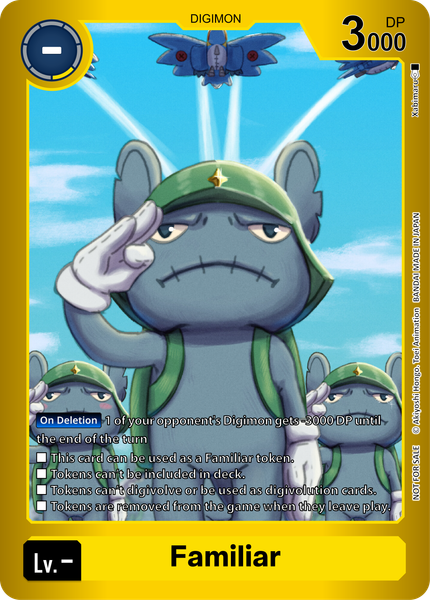 DIGIMON
-
DP
3000
Xabimaru
NOT FOR SALE © Akiyoshi Hongo, Toei Animation BANDAI MADE IN JAPAN
On Deletion 1 of your opponent's Digimon gets -3000 DP until
the end of the turn
This card can be used as a Familiar token.
Tokens can't be included in deck.
Tokens can't digivolve or be used as digivolution cards.
Tokens are removed from the game when they leave play.
Lv.-
Familiar